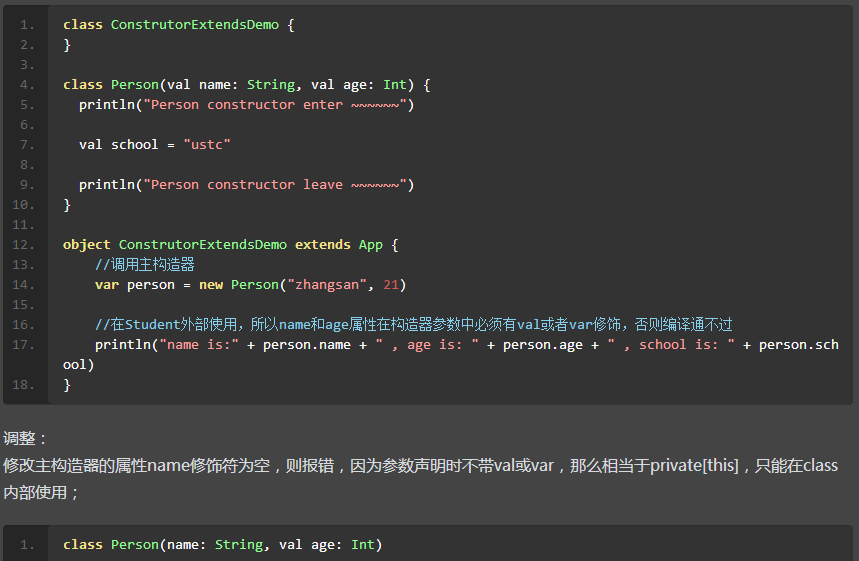 1. class ConstrutorExtendsDemo {
2. }
3.
4. class Person(val name: String, val age: Int) {
5. println("Person constructor enter ~~~~~~")
6.
7. val school = "ustc"
8.
9. println("Person constructor leave ~~~~~~")
10. }
11.
12. object ConstrutorExtendsDemo extends App {
13. //调用主构造器
14. var person = new Person("zhangsan", 21)
15.
16. //在Student外部使用，所以name和age属性在构造器参数中必须有val或者var修饰，否则编译通不过
17. println("name is:" + person.name + " , age is: " + person.age + " , school is: " + person.sch
ool)
18. }
调整：
修改主构造器的属性name修饰符为空，则报错，因为参数声明时不带val或var，那么相当于private[this]，只能在class
内部使用；
1. class Person(name: String, val age: Int)